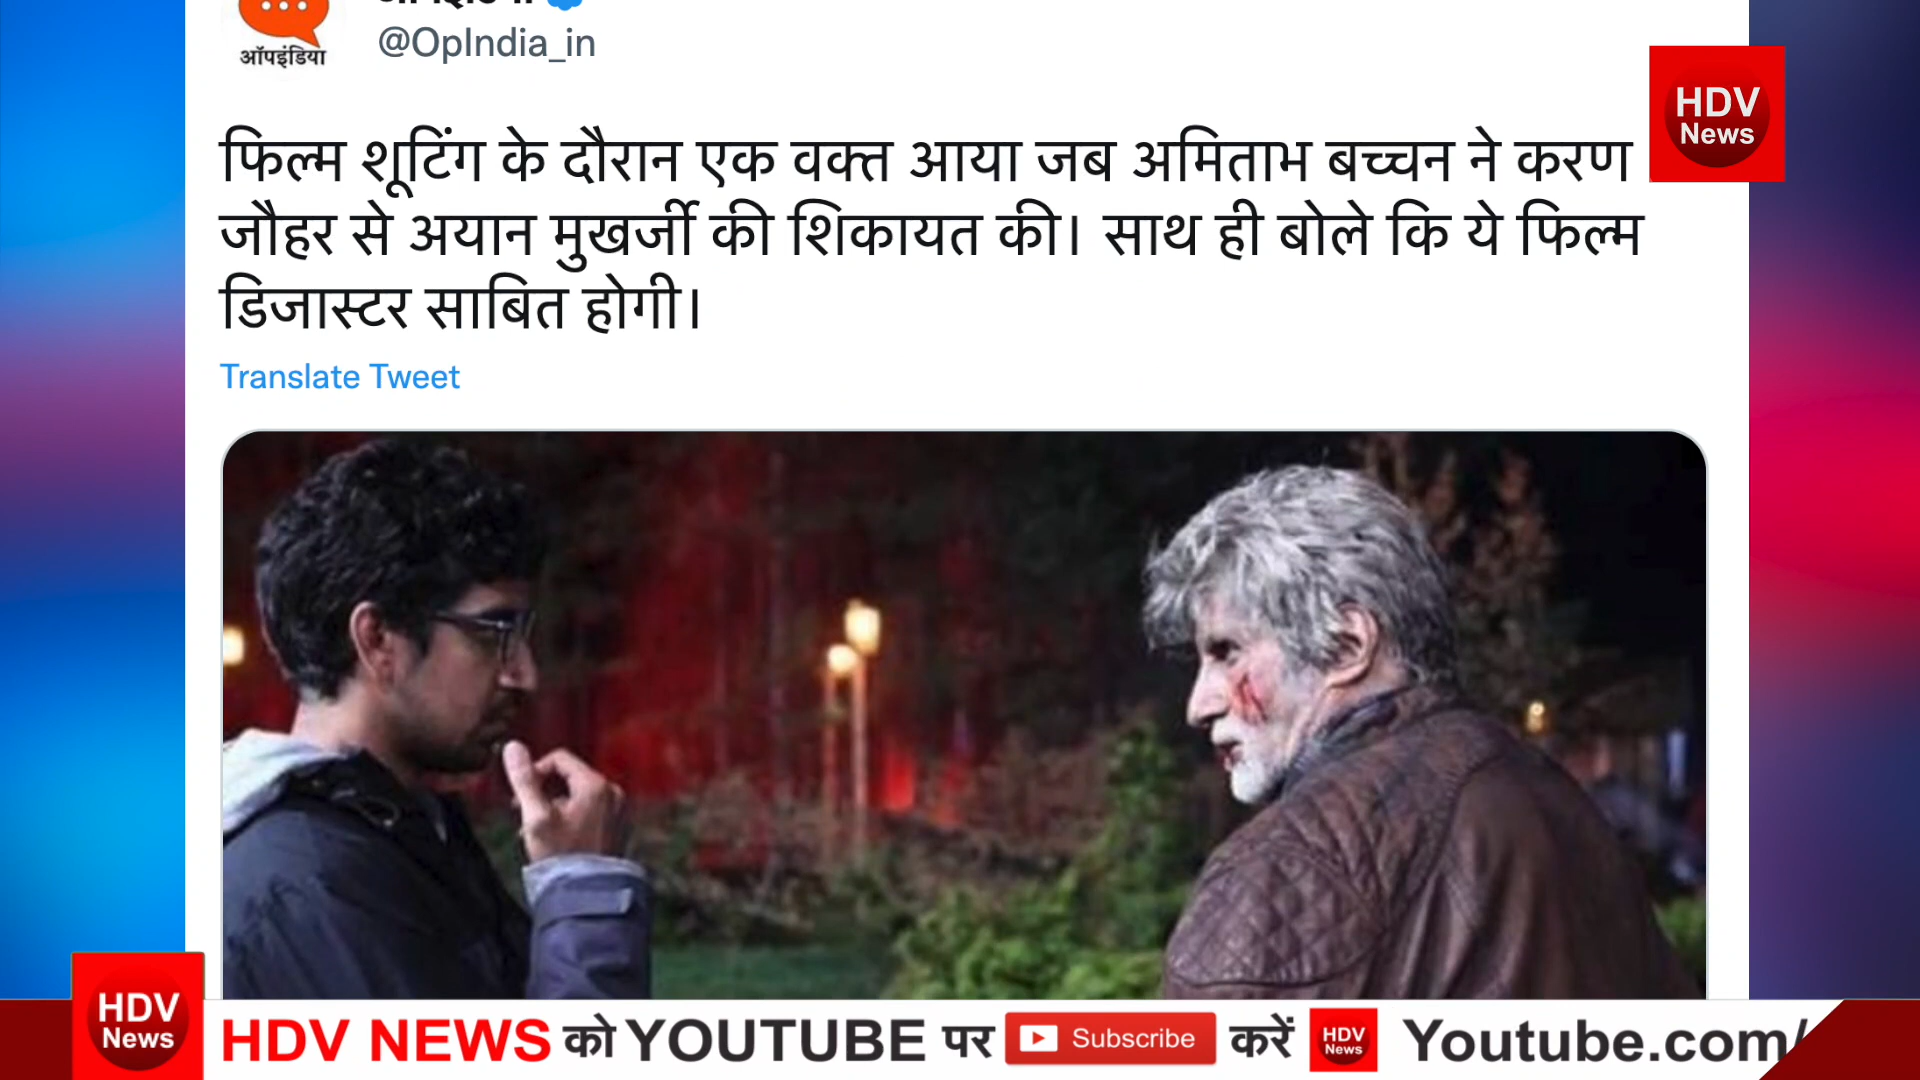 ऑपइंडिया
@OpIndia_in
HDV
News
फिल्म शूटिंग के दौरान एक वक्त आया जब अमिताभ बच्चन ने करण
जौहर से अयान मुखर्जी की शिकायत की। साथ ही बोले कि ये फिल्म
डिजास्टर साबित होगी।
Translate Tweet
HDV
News
HDV NEWS को YOUTUBE पर Subscribe करें HDV News Youtube.com/